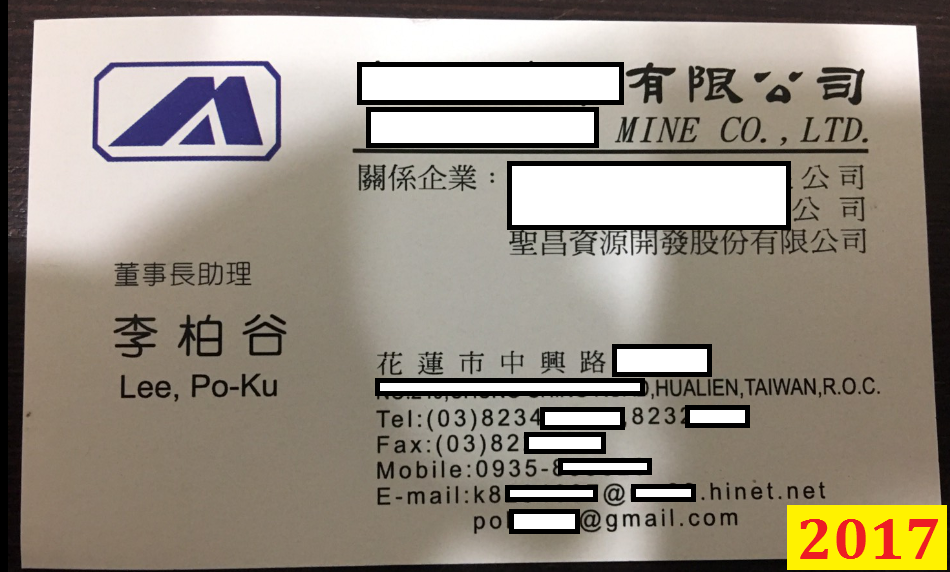 有限公司
MINE CO.,LTD.
關係企業：
公司
公司
聖昌資源開發股份有限公司
董事長助理
李柏谷
Lee, Po-Ku
花蓮市中興路
,HUALIEN,TAIWAN,R.O.C.
Tel:(03)8234 ,823
Fax:(03)82
Mobile:0935-
E-mail:k8 @ .hinet.net
po @gmail.com
2017